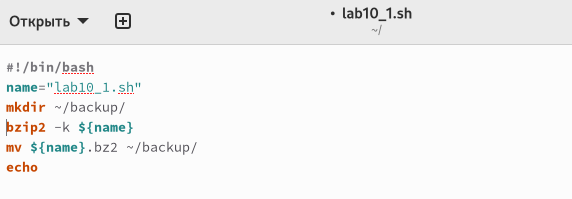 Открыть
• lab10_1.sh
~/
#!/bin/bash
name="lab10_1.sh"
mkdir ~/backup/
bzip2 -k ${name}
mv ${name}.bz2 ~/backup/
echo